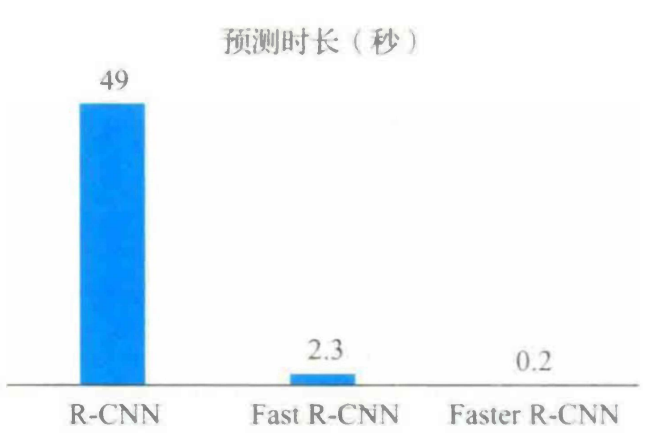 预测时长（秒）
49
2.3
0.2
R-CNN
Fast R-CNN
Faster R-CNN